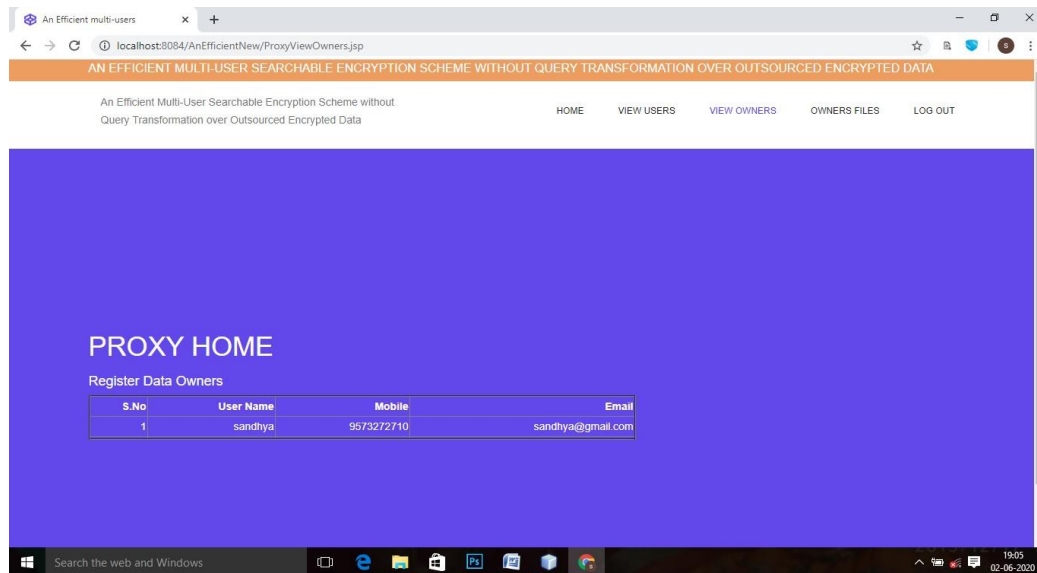 An Efficient multi-users
localhost:8084/AnEfficientNew/ProxyViewOwners.jsp
S
AN EFFICIENT MULTI-USER SEARCHABLE ENCRYPTION SCHEME WITHOUT QUERY TRANSFORMATION OVER OUTSOURCED ENCRYPTED DATA
An Efficient Multi-User Searchable Encryption Scheme without
Query Transformation over Outsourced Encrypted Data
HOME VIEW USERS VIEW OWNERS OWNERS FILES LOG OUT
PROXY HOME
Register Data Owners
S.No User Name Mobile Email
1 sandhya 9573272710 sandhya@gmail.com
Search the web and Windows
Ps
19:05
02-06-2020